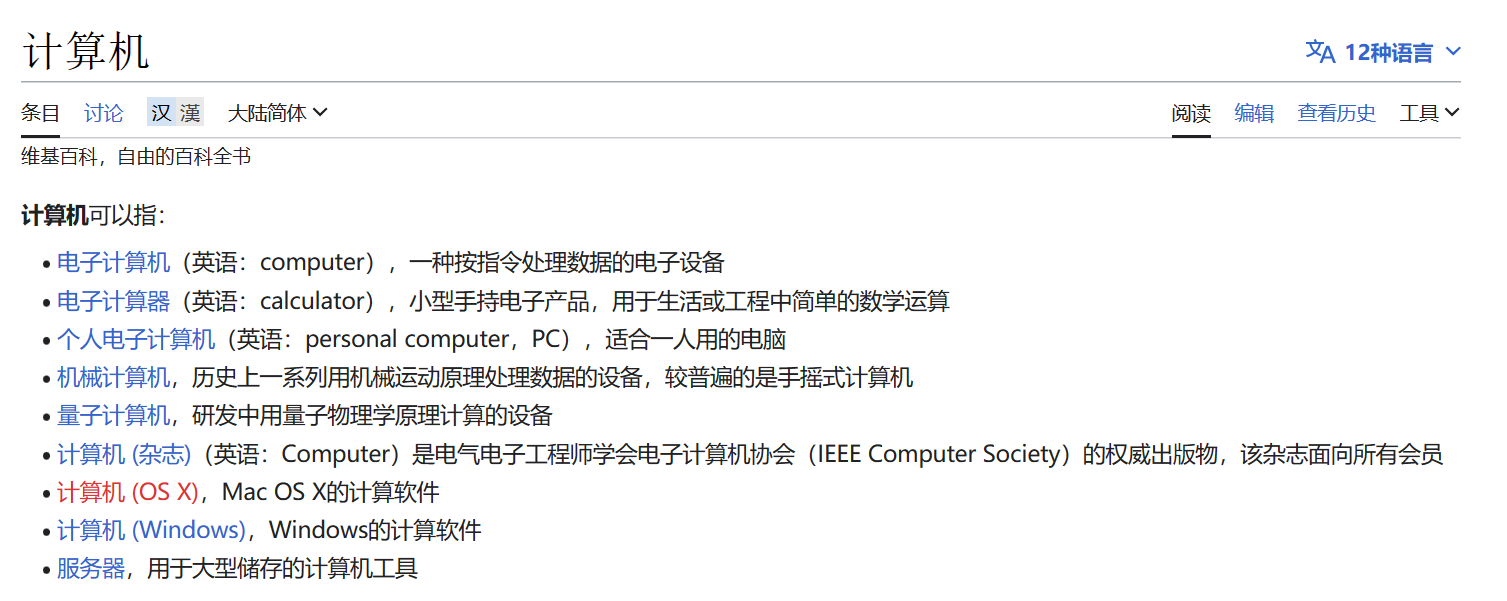 计算机
文A 12种语言
条目 讨论 汉 漢 大陆简体 阅读 编辑 查看历史 工具
维基百科，自由的百科全书
计算机可以指：
• 电子计算机（英语：computer），一种按指令处理数据的电子设备
• 电子计算器（英语：calculator），小型手持电子产品，用于生活或工程中简单的数学运算
• 个人电子计算机（英语：personal computer，PC），适合一人用的电脑
• 机械计算机，历史上一系列用机械运动原理处理数据的设备，较普遍的是手摇式计算机
• 量子计算机，研发中用量子物理学原理计算的设备
• 计算机 (杂志)（英语：Computer）是电气电子工程师学会电子计算机协会（IEEE Computer Society）的权威出版物，该杂志面向所有会员
• 计算机 (OS X)，Mac OS X的计算软件
• 计算机 (Windows)，Windows的计算软件
• 服务器，用于大型储存的计算机工具